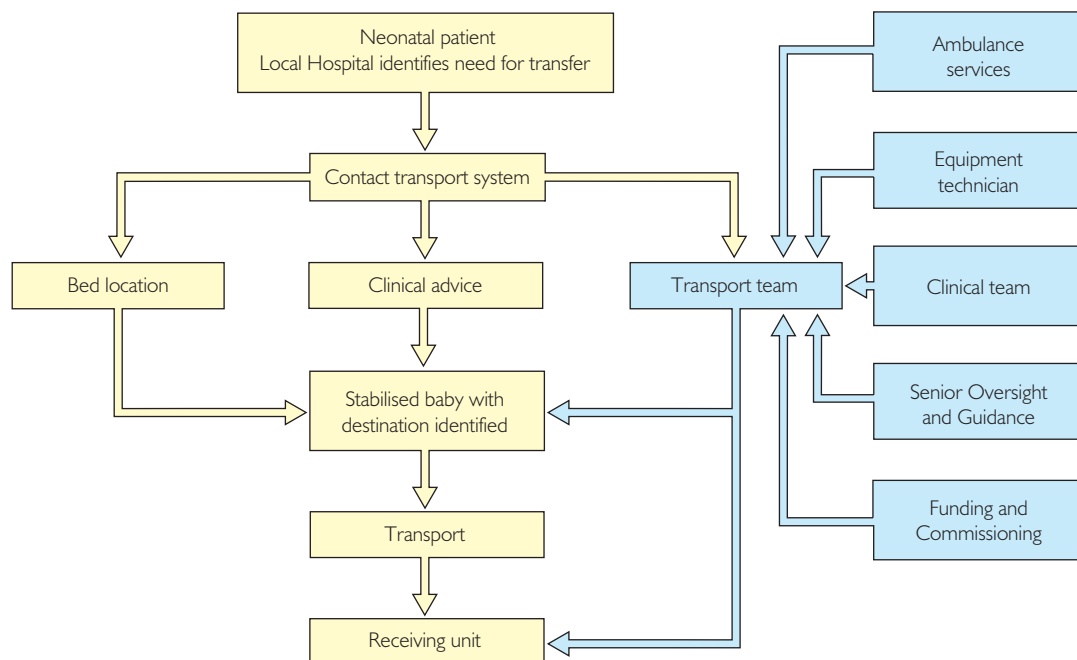 Neonatal patient
Local Hospital identifies need for transfer
Ambulance
services
Contact transport system
Equipment
technician
Bed location
Clinical advice
Transport team
Clinical team
Stabilised baby with
destination identified
Senior Oversight
and Guidance
Transport
Funding and
Commissioning
Receiving unit